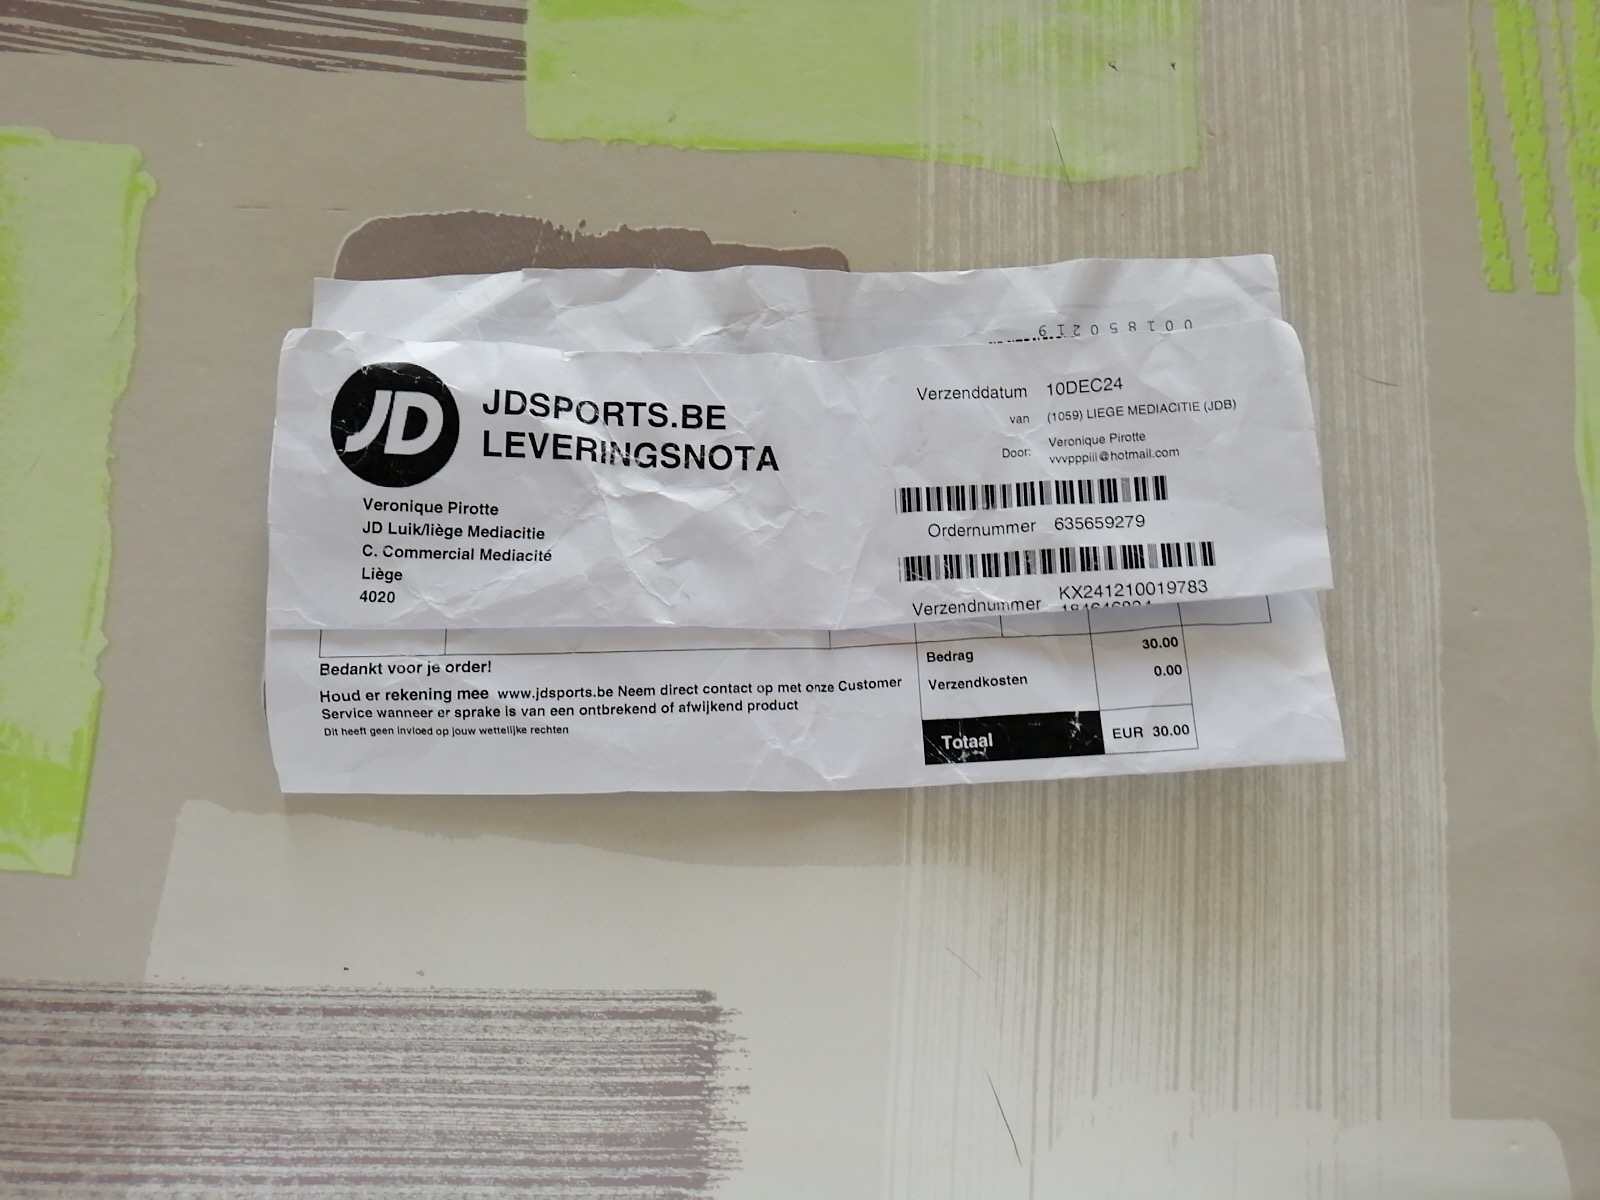 001850219
JD
JDSPORTS.BE
LEVERINGSNOTA
Veronique Pirotte
JD Luik/liège Mediacitie
C. Commercial Mediacité
Liège
4020
Verzenddatum 10DEC24
van (1059) LIEGE MEDIACITIE (JDB)
Door: Veronique Pirotte
vvvpppiii@hotmail.com
Ordernummer 635659279
Verzendnummer KX241210019783
Bedankt voor je order!
Houd er rekening mee www.jdsports.be Neem direct contact op met onze Customer
Service wanneer er sprake is van een ontbrekend of afwijkend product
Dit heeft geen invloed op jouw wettelijke rechten
Bedrag 30.00
Verzendkosten 0.00
Totaal EUR 30.00